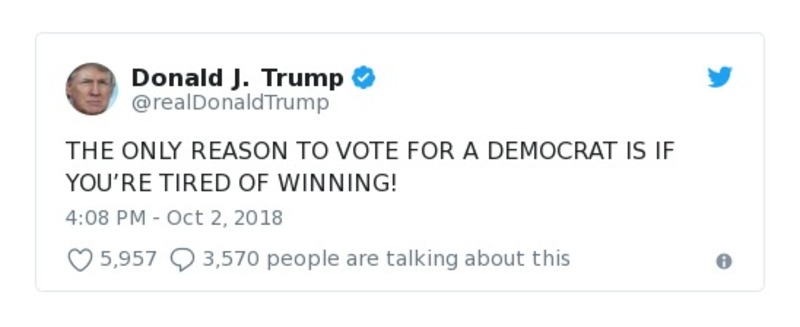 Donald J. Trump
@realDonaldTrump
THE ONLY REASON TO VOTE FOR A DEMOCRAT IS IF
YOU’RE TIRED OF WINNING!
4:08 PM - Oct 2, 2018
5,957 3,570 people are talking about this